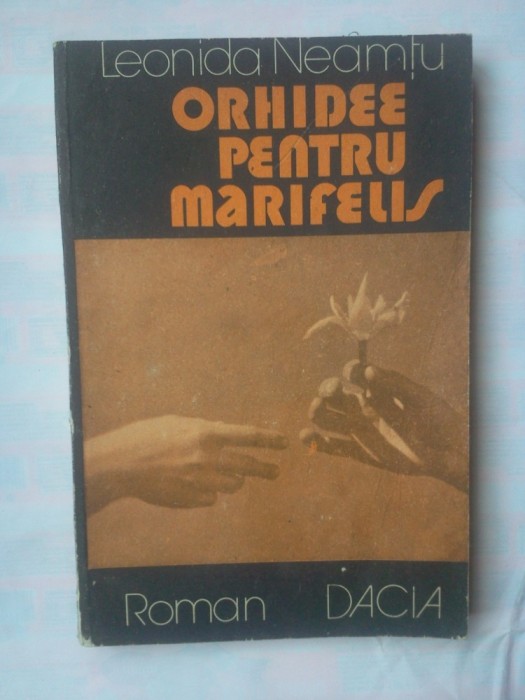 Leonida Neamțu
ORHIDEE
PENTRU
MARIFELIS
Roman DACIA